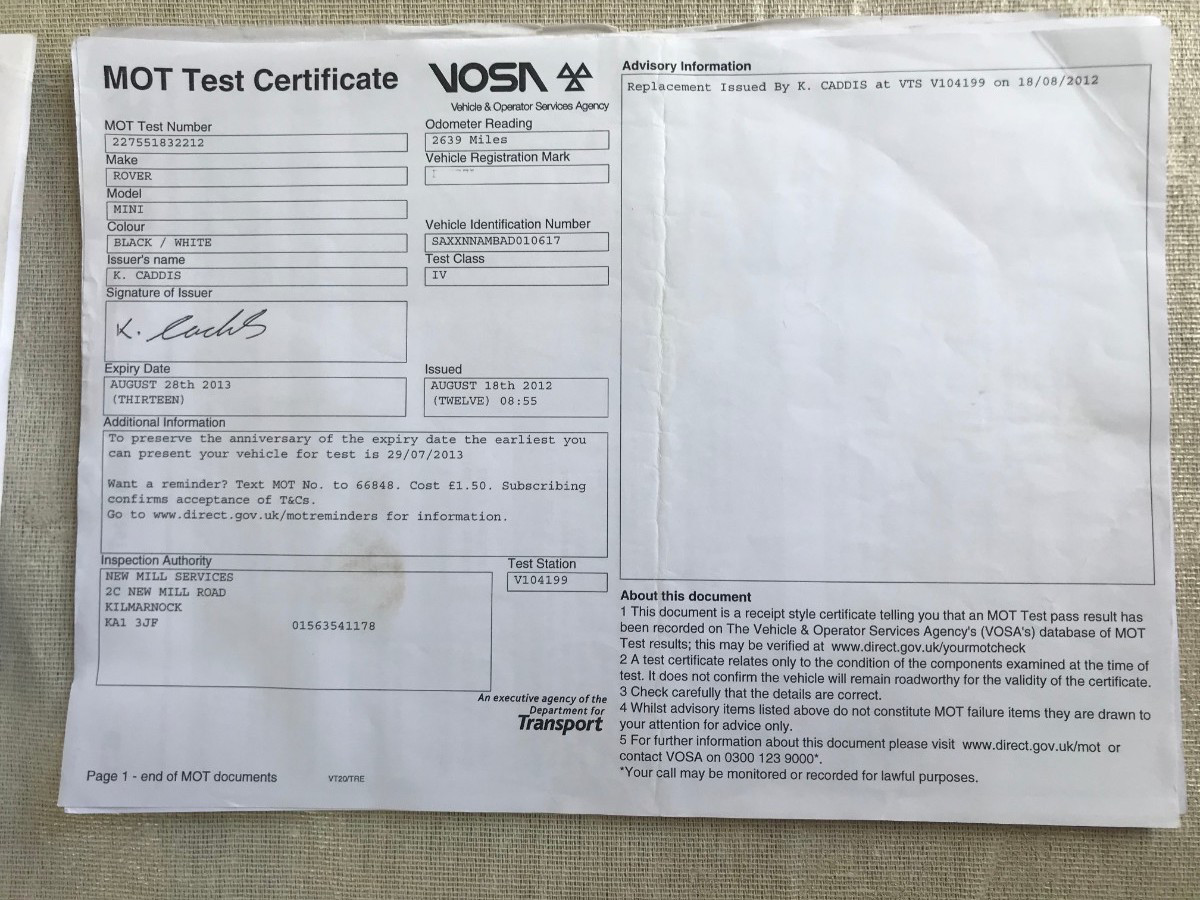 MOT Test Certificate
VOSA
Vehicle & Operator Services Agency
MOT Test Number
227551832212
Make
ROVER
Model
MINI
Colour
BLACK / WHITE
Issuer's name
K. CADDIS
Signature of Issuer
K. Caddis
Odometer Reading
2639 Miles
Vehicle Registration Mark
Vehicle Identification Number
SAXXNNAMBAD010617
Test Class
IV
Expiry Date
AUGUST 28th 2013
(THIRTEEN)
Issued
AUGUST 18th 2012
(TWELVE) 08:55
Additional Information
To preserve the anniversary of the expiry date the earliest you
can present your vehicle for test is 29/07/2013
Want a reminder? Text MOT No. to 66848. Cost £1.50. Subscribing
confirms acceptance of T&Cs.
Go to www.direct.gov.uk/motreminders for information.
Inspection Authority
NEW MILL SERVICES
2C NEW MILL ROAD
KILMARNOCK
KA1 3JF 01563541178
Test Station
V104199
An executive agency of the
Department for
Transport
Page 1 - end of MOT documents VT20/TRE
Advisory Information
Replacement Issued By K. CADDIS at VTS V104199 on 18/08/2012
About this document
1 This document is a receipt style certificate telling you that an MOT Test pass result has
been recorded on The Vehicle & Operator Services Agency's (VOSA's) database of MOT
Test results; this may be verified at www.direct.gov.uk/yourmotcheck
2 A test certificate relates only to the condition of the components examined at the time of
test. It does not confirm the vehicle will remain roadworthy for the validity of the certificate.
3 Check carefully that the details are correct.
4 Whilst advisory items listed above do not constitute MOT failure items they are drawn to
your attention for advice only.
5 For further information about this document please visit www.direct.gov.uk/mot or
contact VOSA on 0300 123 9000*.
*Your call may be monitored or recorded for lawful purposes.